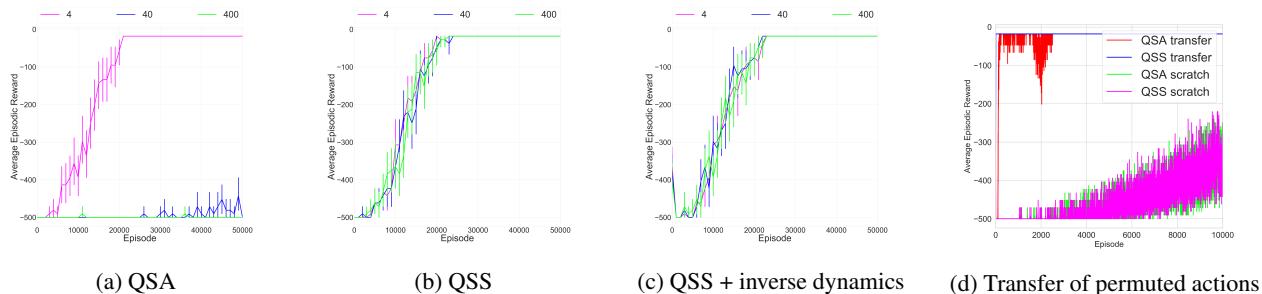 4 40 400
0
−100
−200
−300
−400
−500
Average Episodic Reward
0 10000 20000 30000 40000 50000
Episode
(a) QSA
4 40 400
0
−100
−200
−300
−400
−500
Average Episodic Reward
0 10000 20000 30000 40000 50000
Episode
(b) QSS
4 40 400
0
−100
−200
−300
−400
−500
Average Episodic Reward
0 10000 20000 30000 40000 50000
Episode
(c) QSS + inverse dynamics
0
−100
−200
−300
−400
−500
Average Episodic Reward
QSA transfer
QSS transfer
QSA scratch
QSS scratch
0 2000 4000 6000 8000 10000
Episode
(d) Transfer of permuted actions